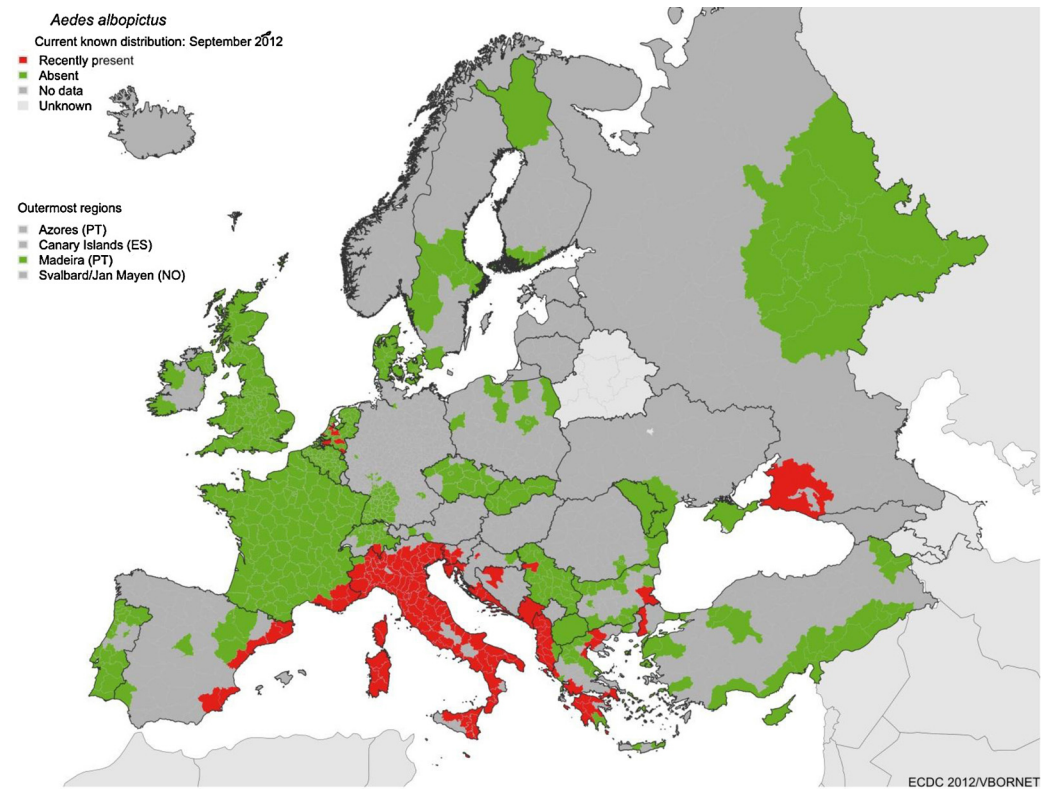 Aedes albopictus
Current known distribution: September 2012
Recently present
Absent
No data
Unknown
Outermost regions
Azores (PT)
Canary Islands (ES)
Madeira (PT)
Svalbard/Jan Mayen (NO)
ECDC 2012/VBORNET